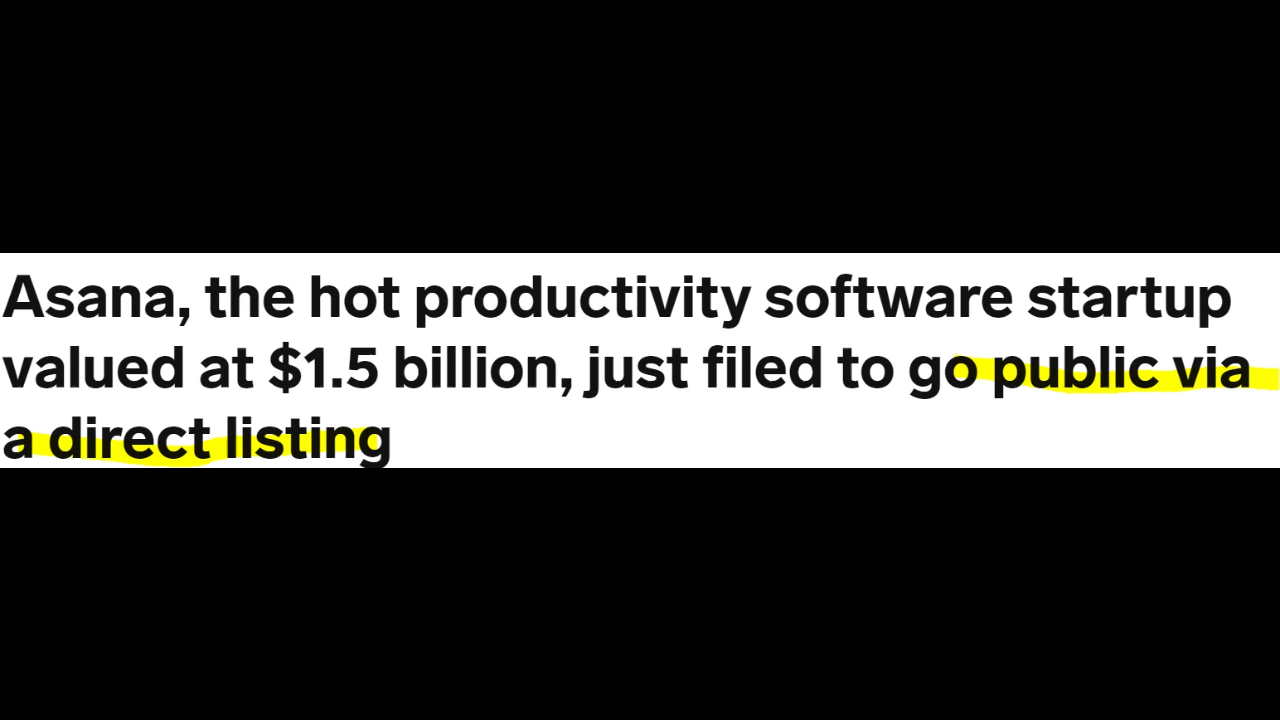 Asana, the hot productivity software startup
valued at $1.5 billion, just filed to go public via
a direct listing